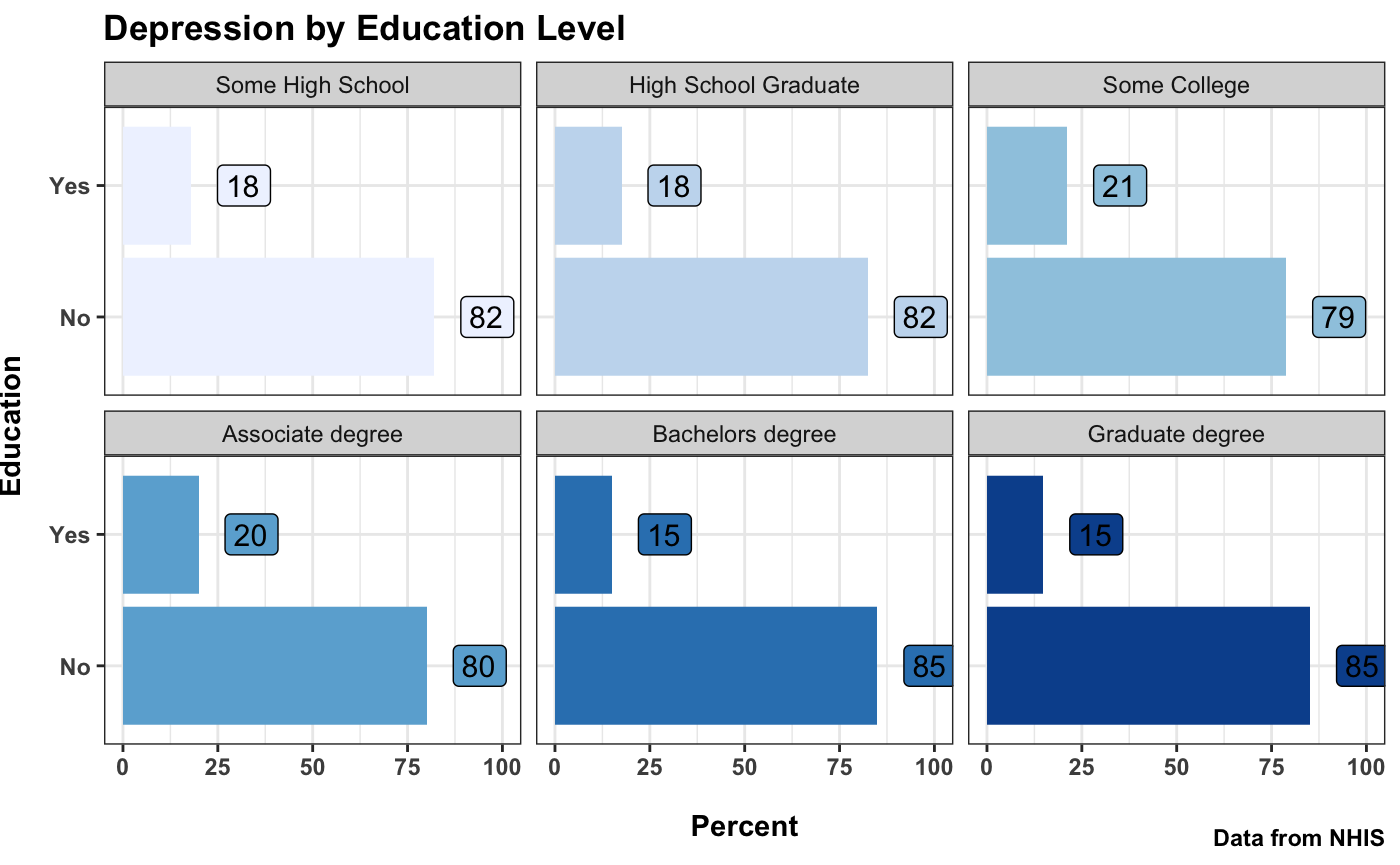 Depression by Education Level
Some High School
High School Graduate
Some College
Yes
18
18
21
No
82
82
79
Education
Associate degree
Bachelors degree
Graduate degree
Yes
20
15
15
No
80
85
85
0 25 50 75 100 0 25 50 75 100 0 25 50 75 100
Percent
Data from NHIS